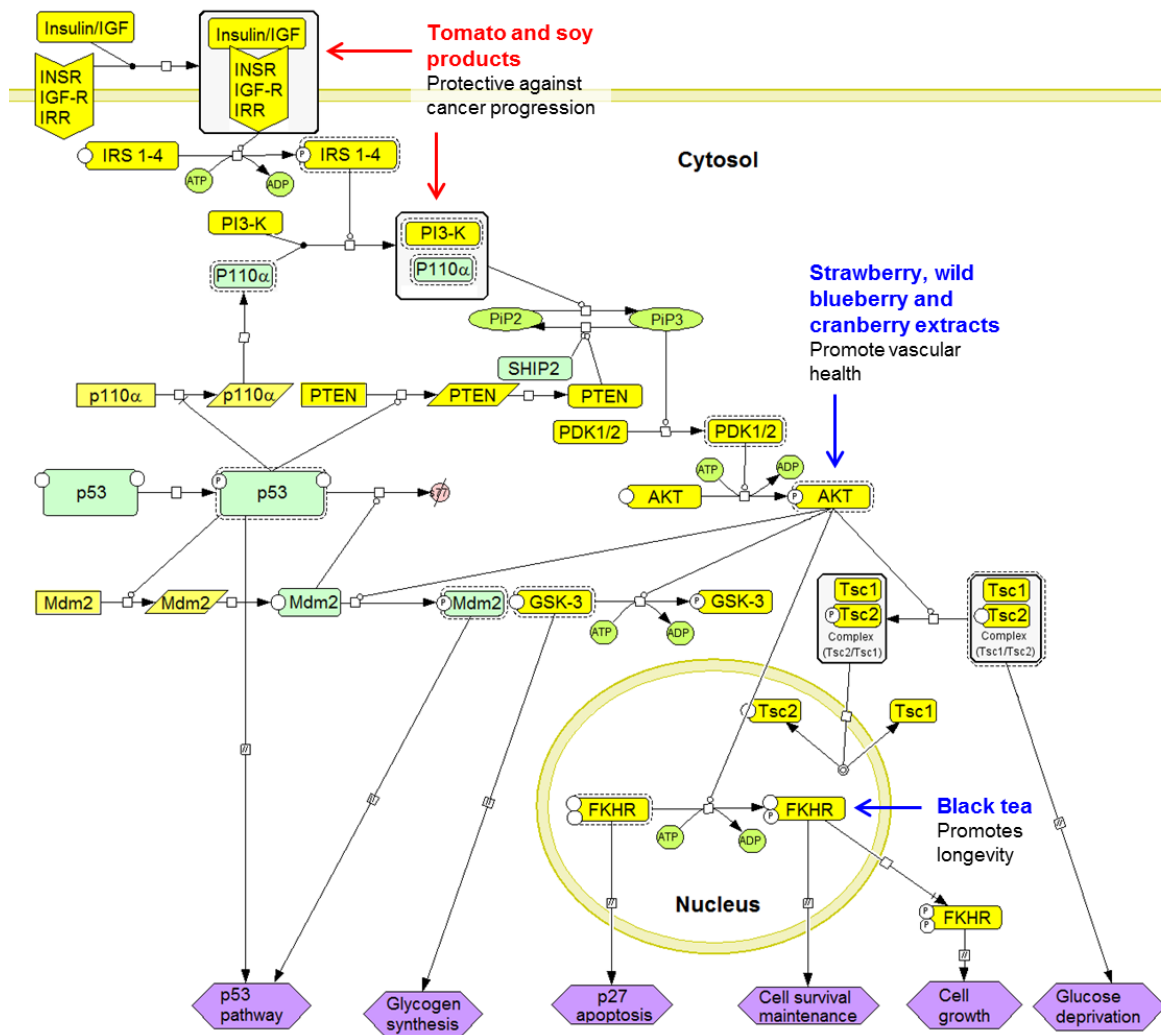 Insulin/IGF
Insulin/IGF
Tomato and soy
products
Protective against
cancer progression
INSR
IGF-R
IRR
INSR
IGF-R
IRR
IRS 1-4
P
IRS 1-4
ATP
ADP
Cytosol
PI3-K
PI3-K
P110α
P110α
Strawberry, wild
blueberry and
cranberry extracts
Promote vascular
health
PiP2
PiP3
SHIP2
p110α
p110α
PTEN
PTEN
PTEN
PDK1/2
PDK1/2
ATP
ADP
p53
P
p53
AKT
P
AKT
Mdm2
Mdm2
Mdm2
P
Mdm2
GSK-3
P
GSK-3
ATP
ADP
Tsc1
P
Tsc2
Complex
(Tsc2/Tsc1)
Tsc1
Tsc2
Complex
(Tsc1/Tsc2)
Tsc2
Tsc1
FKHR
P
FKHR
ATP
ADP
Black tea
Promotes
longevity
Nucleus
P
P
FKHR
p53
pathway
Glycogen
synthesis
p27
apoptosis
Cell survival
maintenance
Cell
growth
Glucose
deprivation